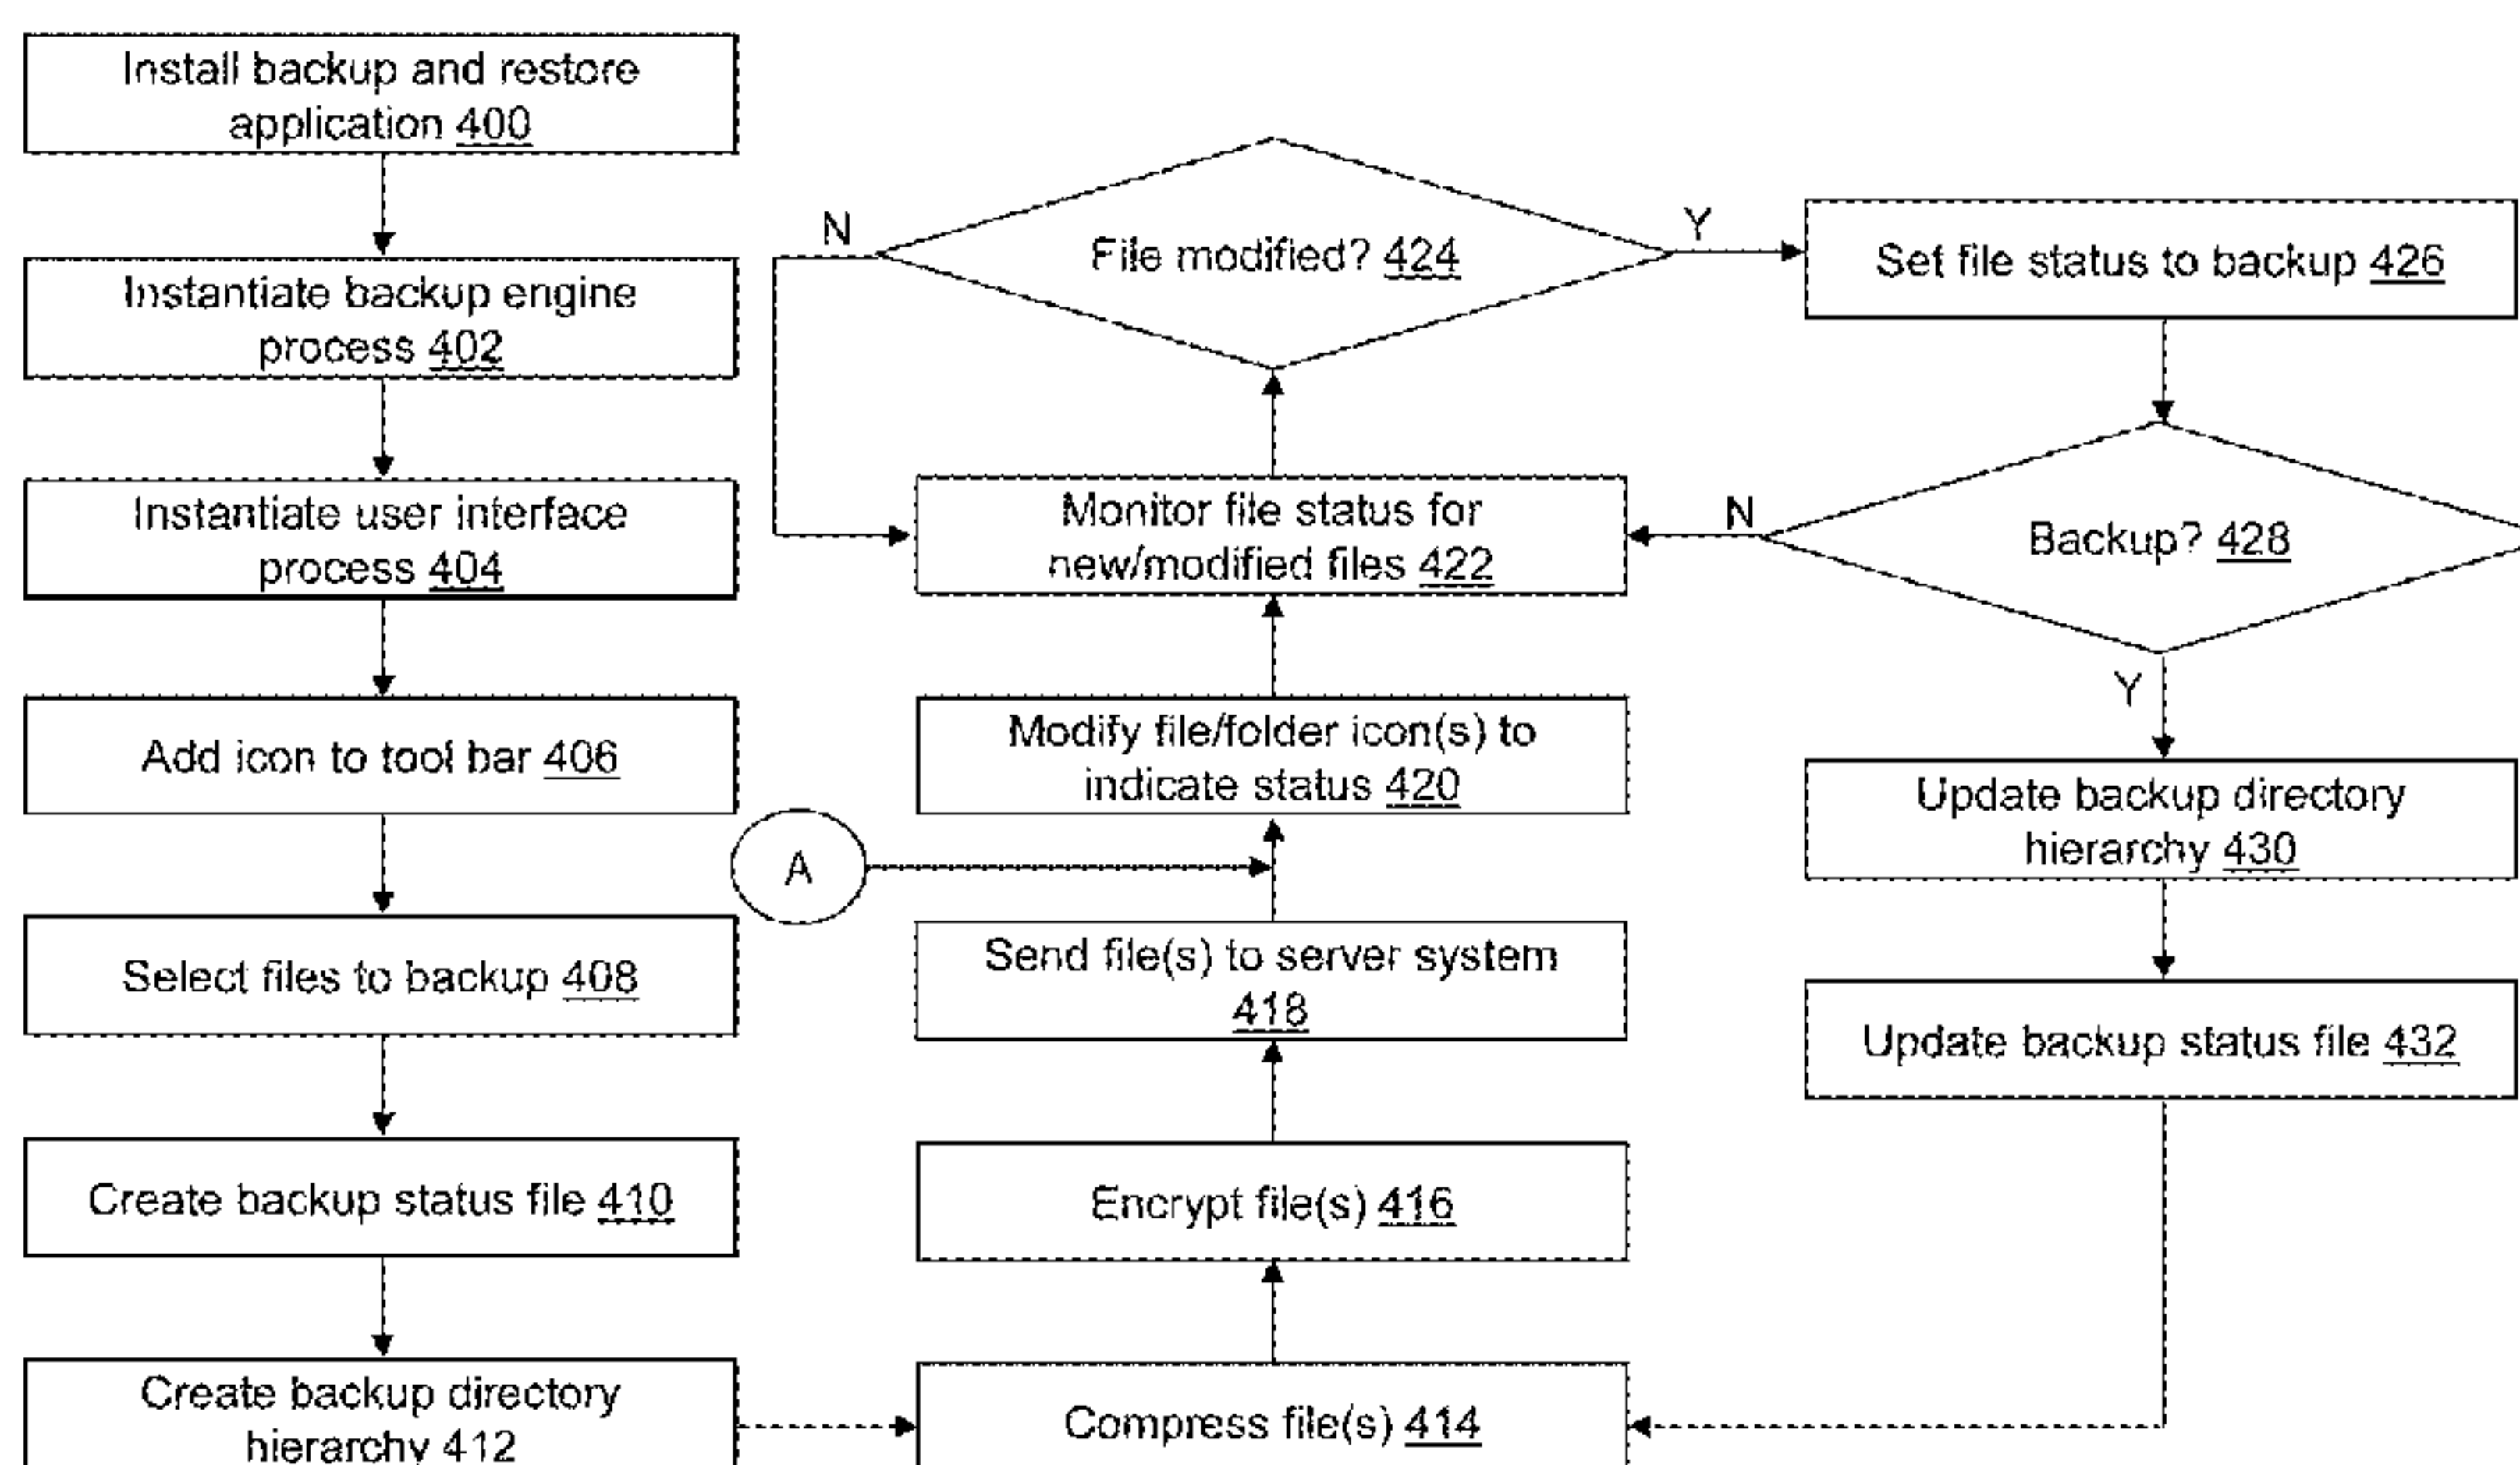 Install backup and restore
application 400
Instantiate backup engine
process 402
Instantiate user interface
process 404
Add icon to tool bar 406
Select files to backup 408
Create backup status file 410
Create backup directory
hierarchy 412
N
File modified? 424
Y
Monitor file status for
new/modified files 422
Modify file/folder icon(s) to
indicate status 420
A
Send file(s) to server system
418
Encrypt file(s) 416
Compress file(s) 414
Set file status to backup 426
N
Backup? 428
Y
Update backup directory
hierarchy 430
Update backup status file 432